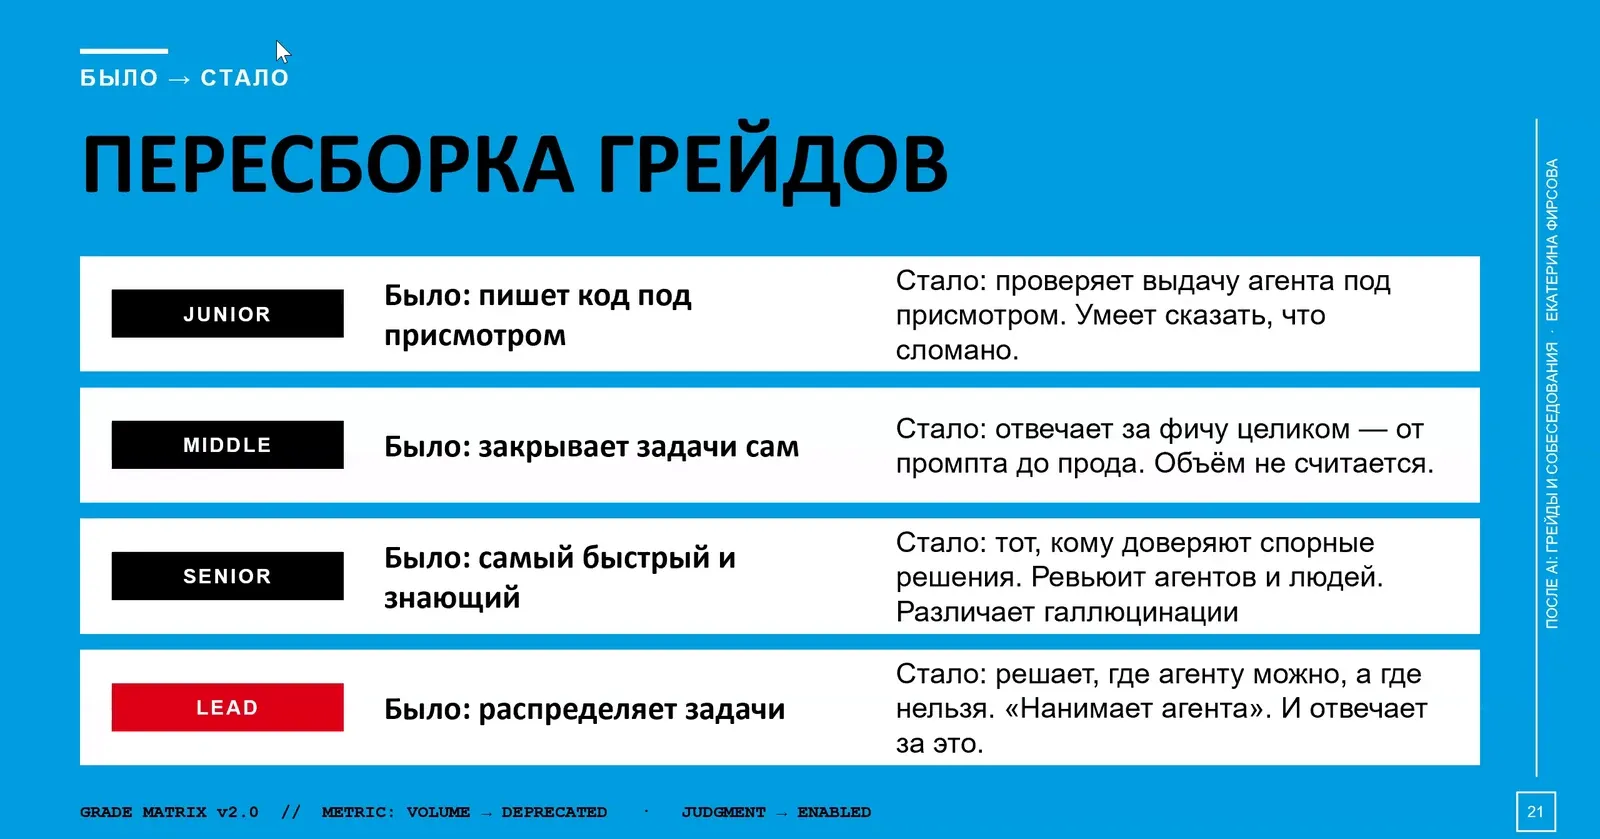 БЫЛО → СТАЛО
ПЕРЕСБОРКА ГРЕЙДОВ
JUNIOR
Было: пишет код под
присмотром
Стало: проверяет выдачу агента под
присмотром. Умеет сказать, что
сломано.
MIDDLE
Было: закрывает задачи сам
Стало: отвечает за фичу целиком — от
промпта до прода. Объём не считается.
SENIOR
Было: самый быстрый и
знающий
Стало: тот, кому доверяют спорные
решения. Ревьюит агентов и людей.
Различает галлюцинации
LEAD
Было: распределяет задачи
Стало: решает, где агенту можно, а где
нельзя. «Нанимает агента». И отвечает
за это.
GRADE MATRIX v2.0 // METRIC: VOLUME → DEPRECATED · JUDGMENT → ENABLED
ПОСЛЕ AI: ГРЕЙДЫ И СОБЕСЕДОВАНИЯ · ЕКАТЕРИНА ФИРСОВА
21